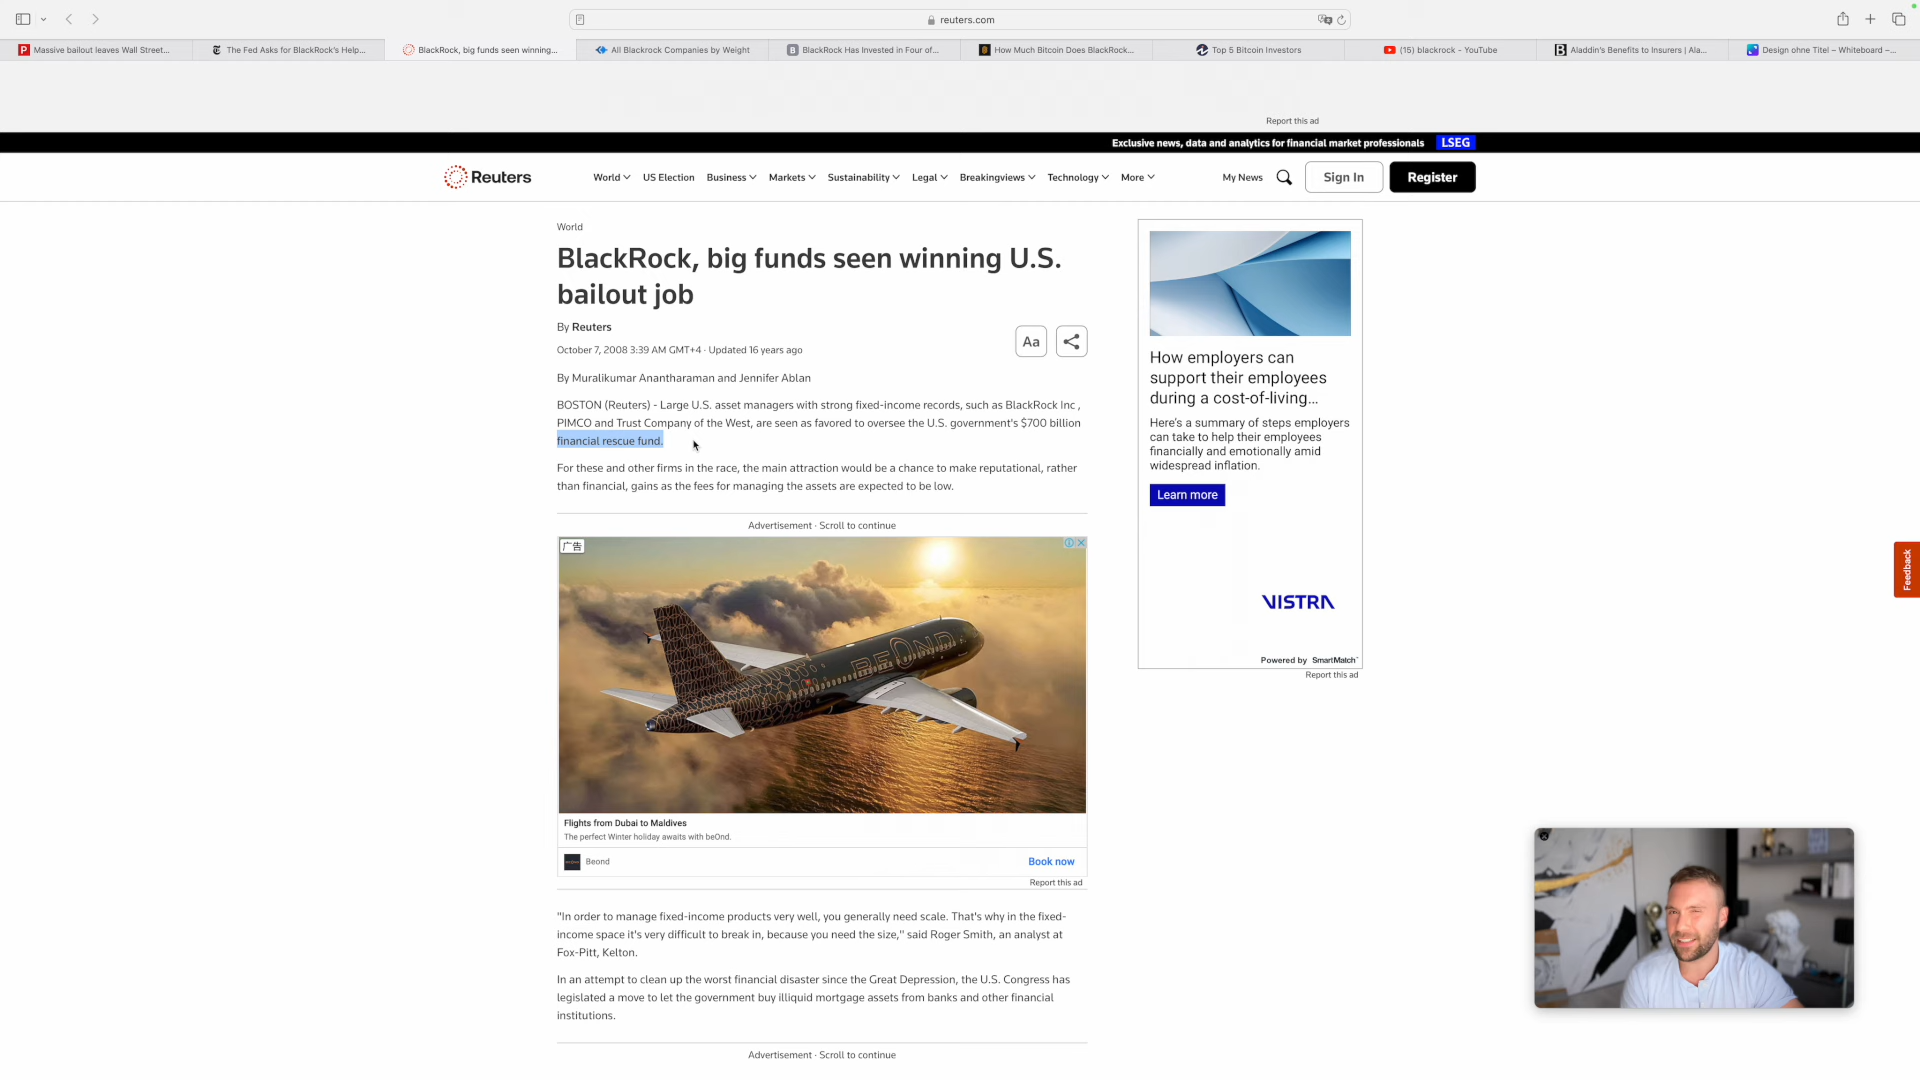 reuters.com
Massive bailout leaves Wall Street...
The Fed Asks for BlackRock's Help...
BlackRock, big funds seen winning...
All Blackrock Companies by Weight
BlackRock Has Invested in Four of...
How Much Bitcoin Does BlackRock...
Top 5 Bitcoin Investors
(15) blackrock - YouTube
Aladdin's Benefits to Insurers | Ala...
Design ohne Titel – Whiteboard –...
Report this ad
Exclusive news, data and analytics for financial market professionals LSEG
Reuters
World US Election Business Markets Sustainability Legal Breakingviews Technology More
My News Sign In Register
World
BlackRock, big funds seen winning U.S.
bailout job
By Reuters
October 7, 2008 3:39 AM GMT+4 · Updated 16 years ago
Aa
By Muralikumar Anantharaman and Jennifer Ablan
BOSTON (Reuters) - Large U.S. asset managers with strong fixed-income records, such as BlackRock Inc ,
PIMCO and Trust Company of the West, are seen as favored to oversee the U.S. government's $700 billion
financial rescue fund.
For these and other firms in the race, the main attraction would be a chance to make reputational, rather
than financial, gains as the fees for managing the assets are expected to be low.
Advertisement · Scroll to continue
广告
BEOND
Flights from Dubai to Maldives
The perfect Winter holiday awaits with beOnd.
Beond
Book now
Report this ad
"In order to manage fixed-income products very well, you generally need scale. That's why in the fixed-
income space it's very difficult to break in, because you need the size," said Roger Smith, an analyst at
Fox-Pitt, Kelton.
In an attempt to clean up the worst financial disaster since the Great Depression, the U.S. Congress has
legislated a move to let the government buy illiquid mortgage assets from banks and other financial
institutions.
Advertisement · Scroll to continue
How employers can
support their employees
during a cost-of-living...
Here's a summary of steps employers
can take to help their employees
financially and emotionally amid
widespread inflation.
Learn more
VISTRA
Powered by SmartMatch
Report this ad
Feedback